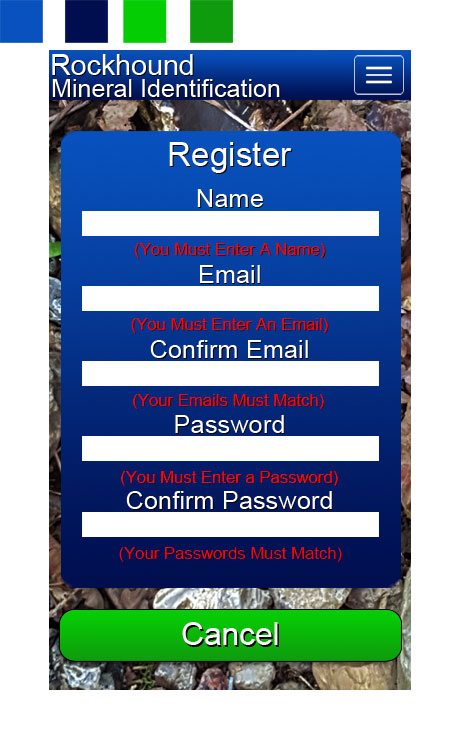 Rockhound
Mineral Identification
Register
Name
(You Must Enter A Name)
Email
(You Must Enter An Email)
Confirm Email
(Your Emails Must Match)
Password
(You Must Enter a Password)
Confirm Password
(Your Passwords Must Match)
Cancel